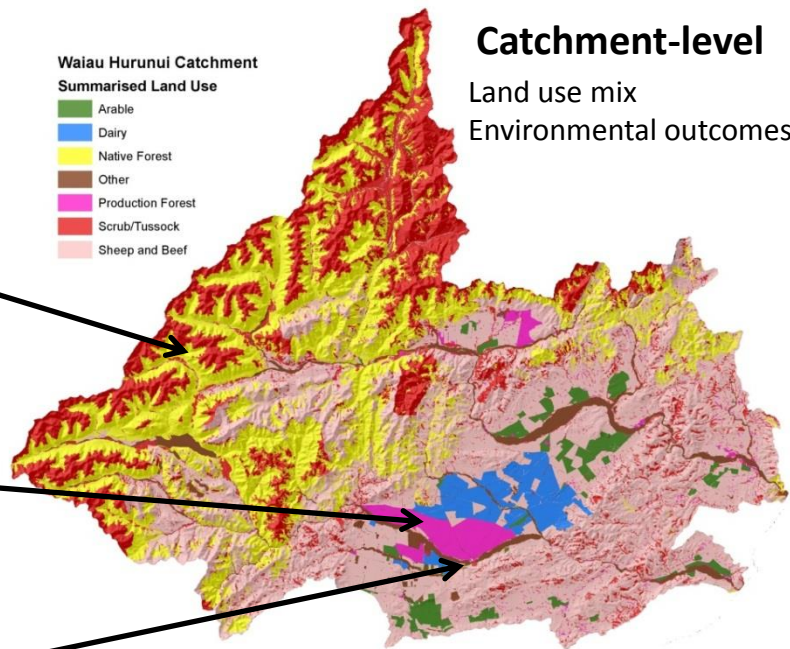 Catchment-level
Land use mix
Environmental outcomes
Waiau Hurunui Catchment
Summarised Land Use
Arable
Dairy
Native Forest
Other
Production Forest
Scrub/Tussock
Sheep and Beef